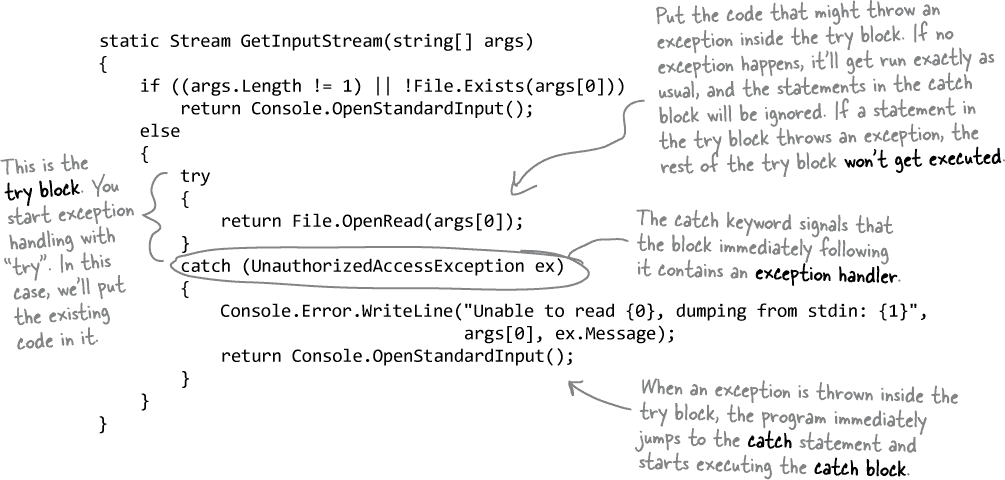 static Stream GetInputStream(string[] args)
{
if ((args.Length != 1) || !File.Exists(args[0]))
return Console.OpenStandardInput();
else
{
try
{
return File.OpenRead(args[0]);
}
catch (UnauthorizedAccessException ex)
{
Console.Error.WriteLine("Unable to read {0}, dumping from stdin: {1}",
args[0], ex.Message);
return Console.OpenStandardInput();
}
}
}
This is the
try block. You
start exception
handling with
“try”. In this
case, we’ll put
the existing
code in it.
Put the code that might throw an
exception inside the try block. If no
exception happens, it’ll get run exactly as
usual, and the statements in the catch
block will be ignored. If a statement in
the try block throws an exception, the
rest of the try block won’t get executed.
The catch keyword signals that
the block immediately following
it contains an exception handler.
When an exception is thrown inside the
try block, the program immediately
jumps to the catch statement and
starts executing the catch block.